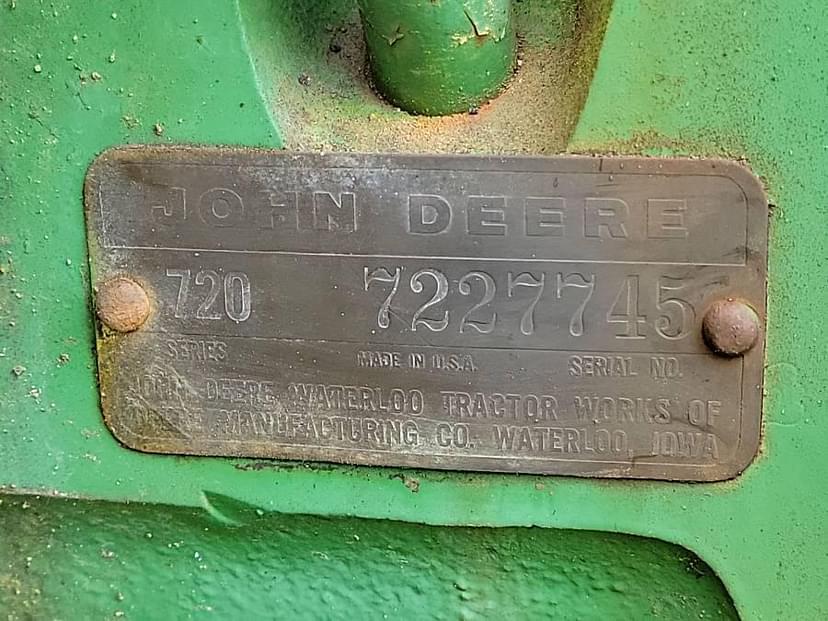 JOHN DEERE
720 7227745
SERIES MADE IN U.S.A. SERIAL NO.
JOHN DEERE WATERLOO TRACTOR WORKS OF
DEERE MANUFACTURING CO. WATERLOO, IOWA